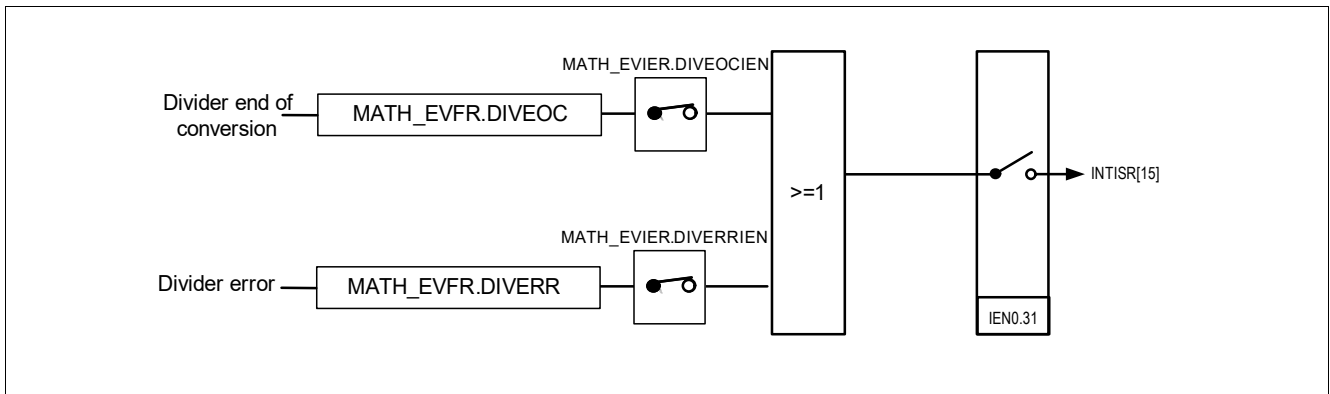 MATH_EVIER.DIVEOCIEN
Divider end of
conversion
MATH_EVFR.DIVEOC
>=1
INTISR[15]
MATH_EVIER.DIVERRIEN
Divider error
MATH_EVFR.DIVERR
IEN0.31